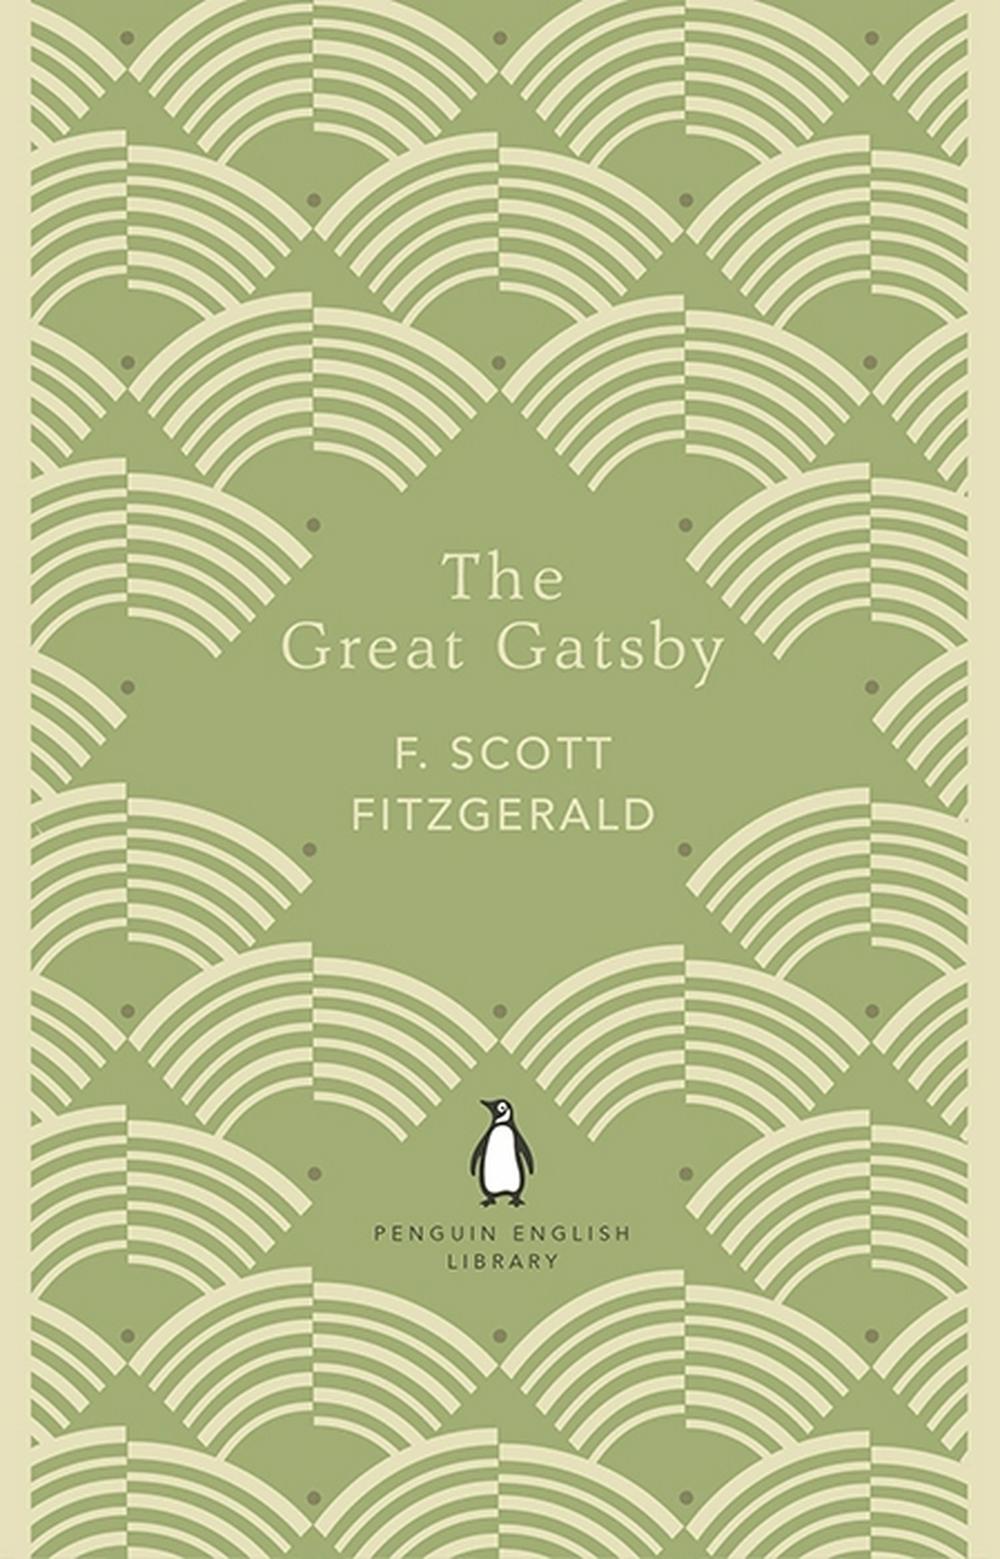 The
Great Gatsby
F. SCOTT
FITZGERALD
PENGUIN ENGLISH
LIBRARY